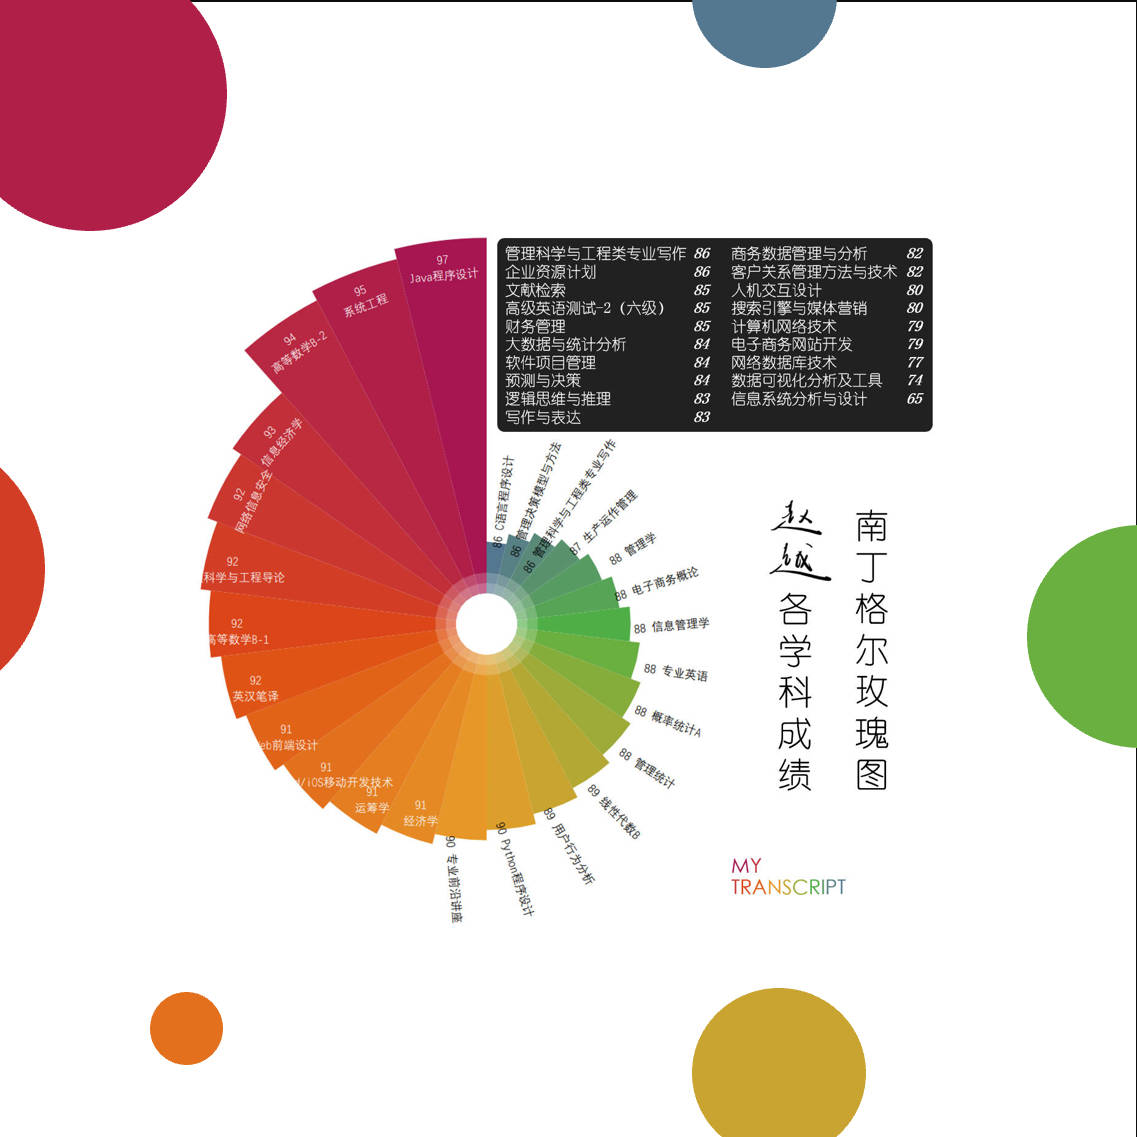 97
Java程序设计
95
系统工程
94
高等数学B-2
93
信息经济学
92
网络信息安全
92
科学与工程导论
92
高等数学B-1
92
英汉笔译
91
eb前端设计
91
/iOS移动开发技术
91
运筹学
91
经济学
90 专业前沿讲座
90 Python程序设计
89 用户行为分析
89 线性代数B
88 管理统计
88 概率统计A
88 专业英语
88 信息管理学
88 电子商务概论
88 管理学
87 生产运作管理
86 管理科学与工程类专业写作
86 管理决策模型与方法
86 C语言程序设计
管理科学与工程类专业写作 86
企业资源计划 86
文献检索 85
高级英语测试-2（六级） 85
财务管理 85
大数据与统计分析 84
软件项目管理 84
预测与决策 84
逻辑思维与推理 83
写作与表达 83
商务数据管理与分析 82
客户关系管理方法与技术 82
人机交互设计 80
搜索引擎与媒体营销 80
计算机网络技术 79
电子商务网站开发 79
网络数据库技术 77
数据可视化分析及工具 74
信息系统分析与设计 65
南丁格尔玫瑰图
赵越各学科成绩
MY
TRANSCRIPT